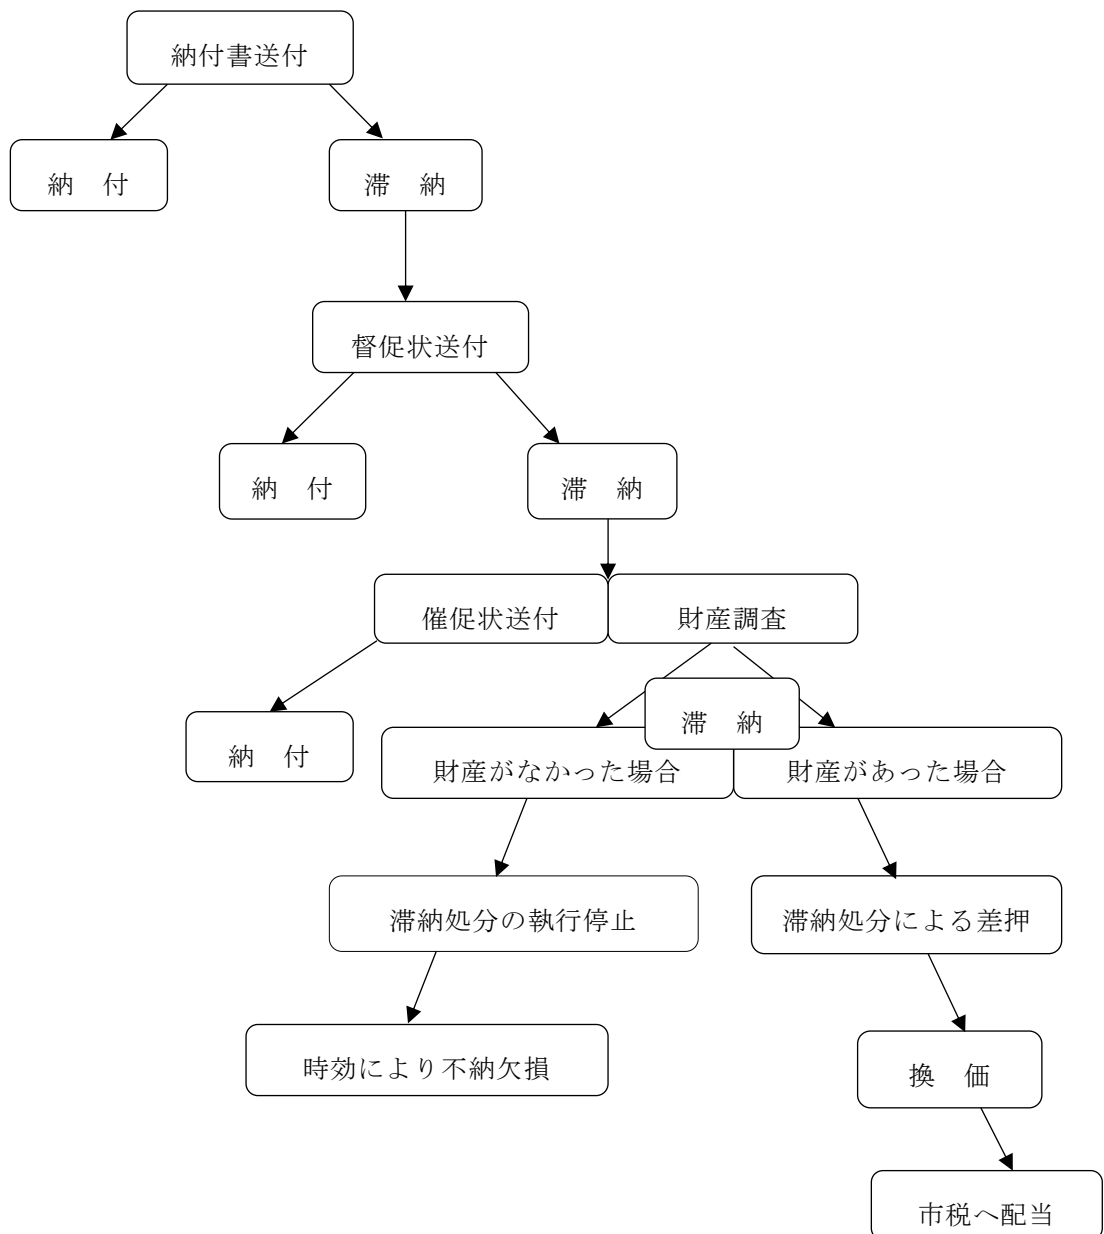 納付書送付
納　付
滞　納
督促状送付
納　付
滞　納
催促状送付
財産調査
滞　納
納　付
財産がなかった場合
財産があった場合
滞納処分の執行停止
滞納処分による差押
時効により不納欠損
換　価
市税へ配当